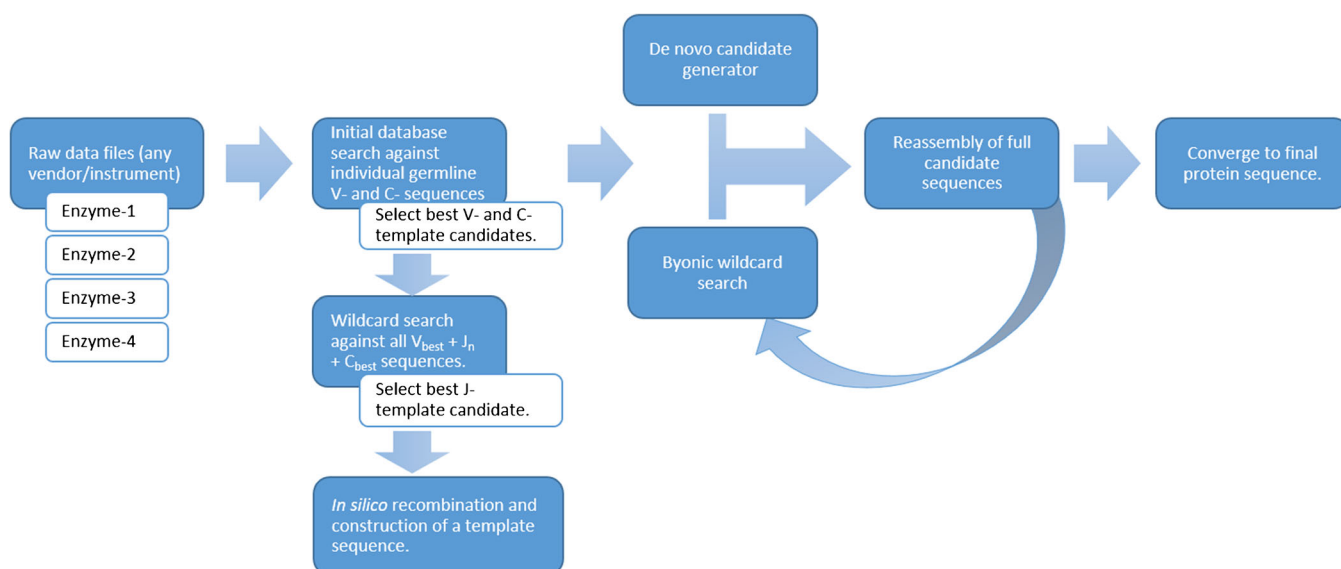 Raw data files (any
vendor/instrument)
Enzyme-1
Enzyme-2
Enzyme-3
Enzyme-4
Initial database
search against
individual germline
V- and C- sequences
Select best V- and C-
template candidates.
Wildcard search
against all Vbest + Jn
+ Cbest sequences.
Select best J-
template candidate.
In silico recombination and
construction of a template
sequence.
De novo candidate
generator
Byonic wildcard
search
Reassembly of full
candidate
sequences
Converge to final
protein sequence.